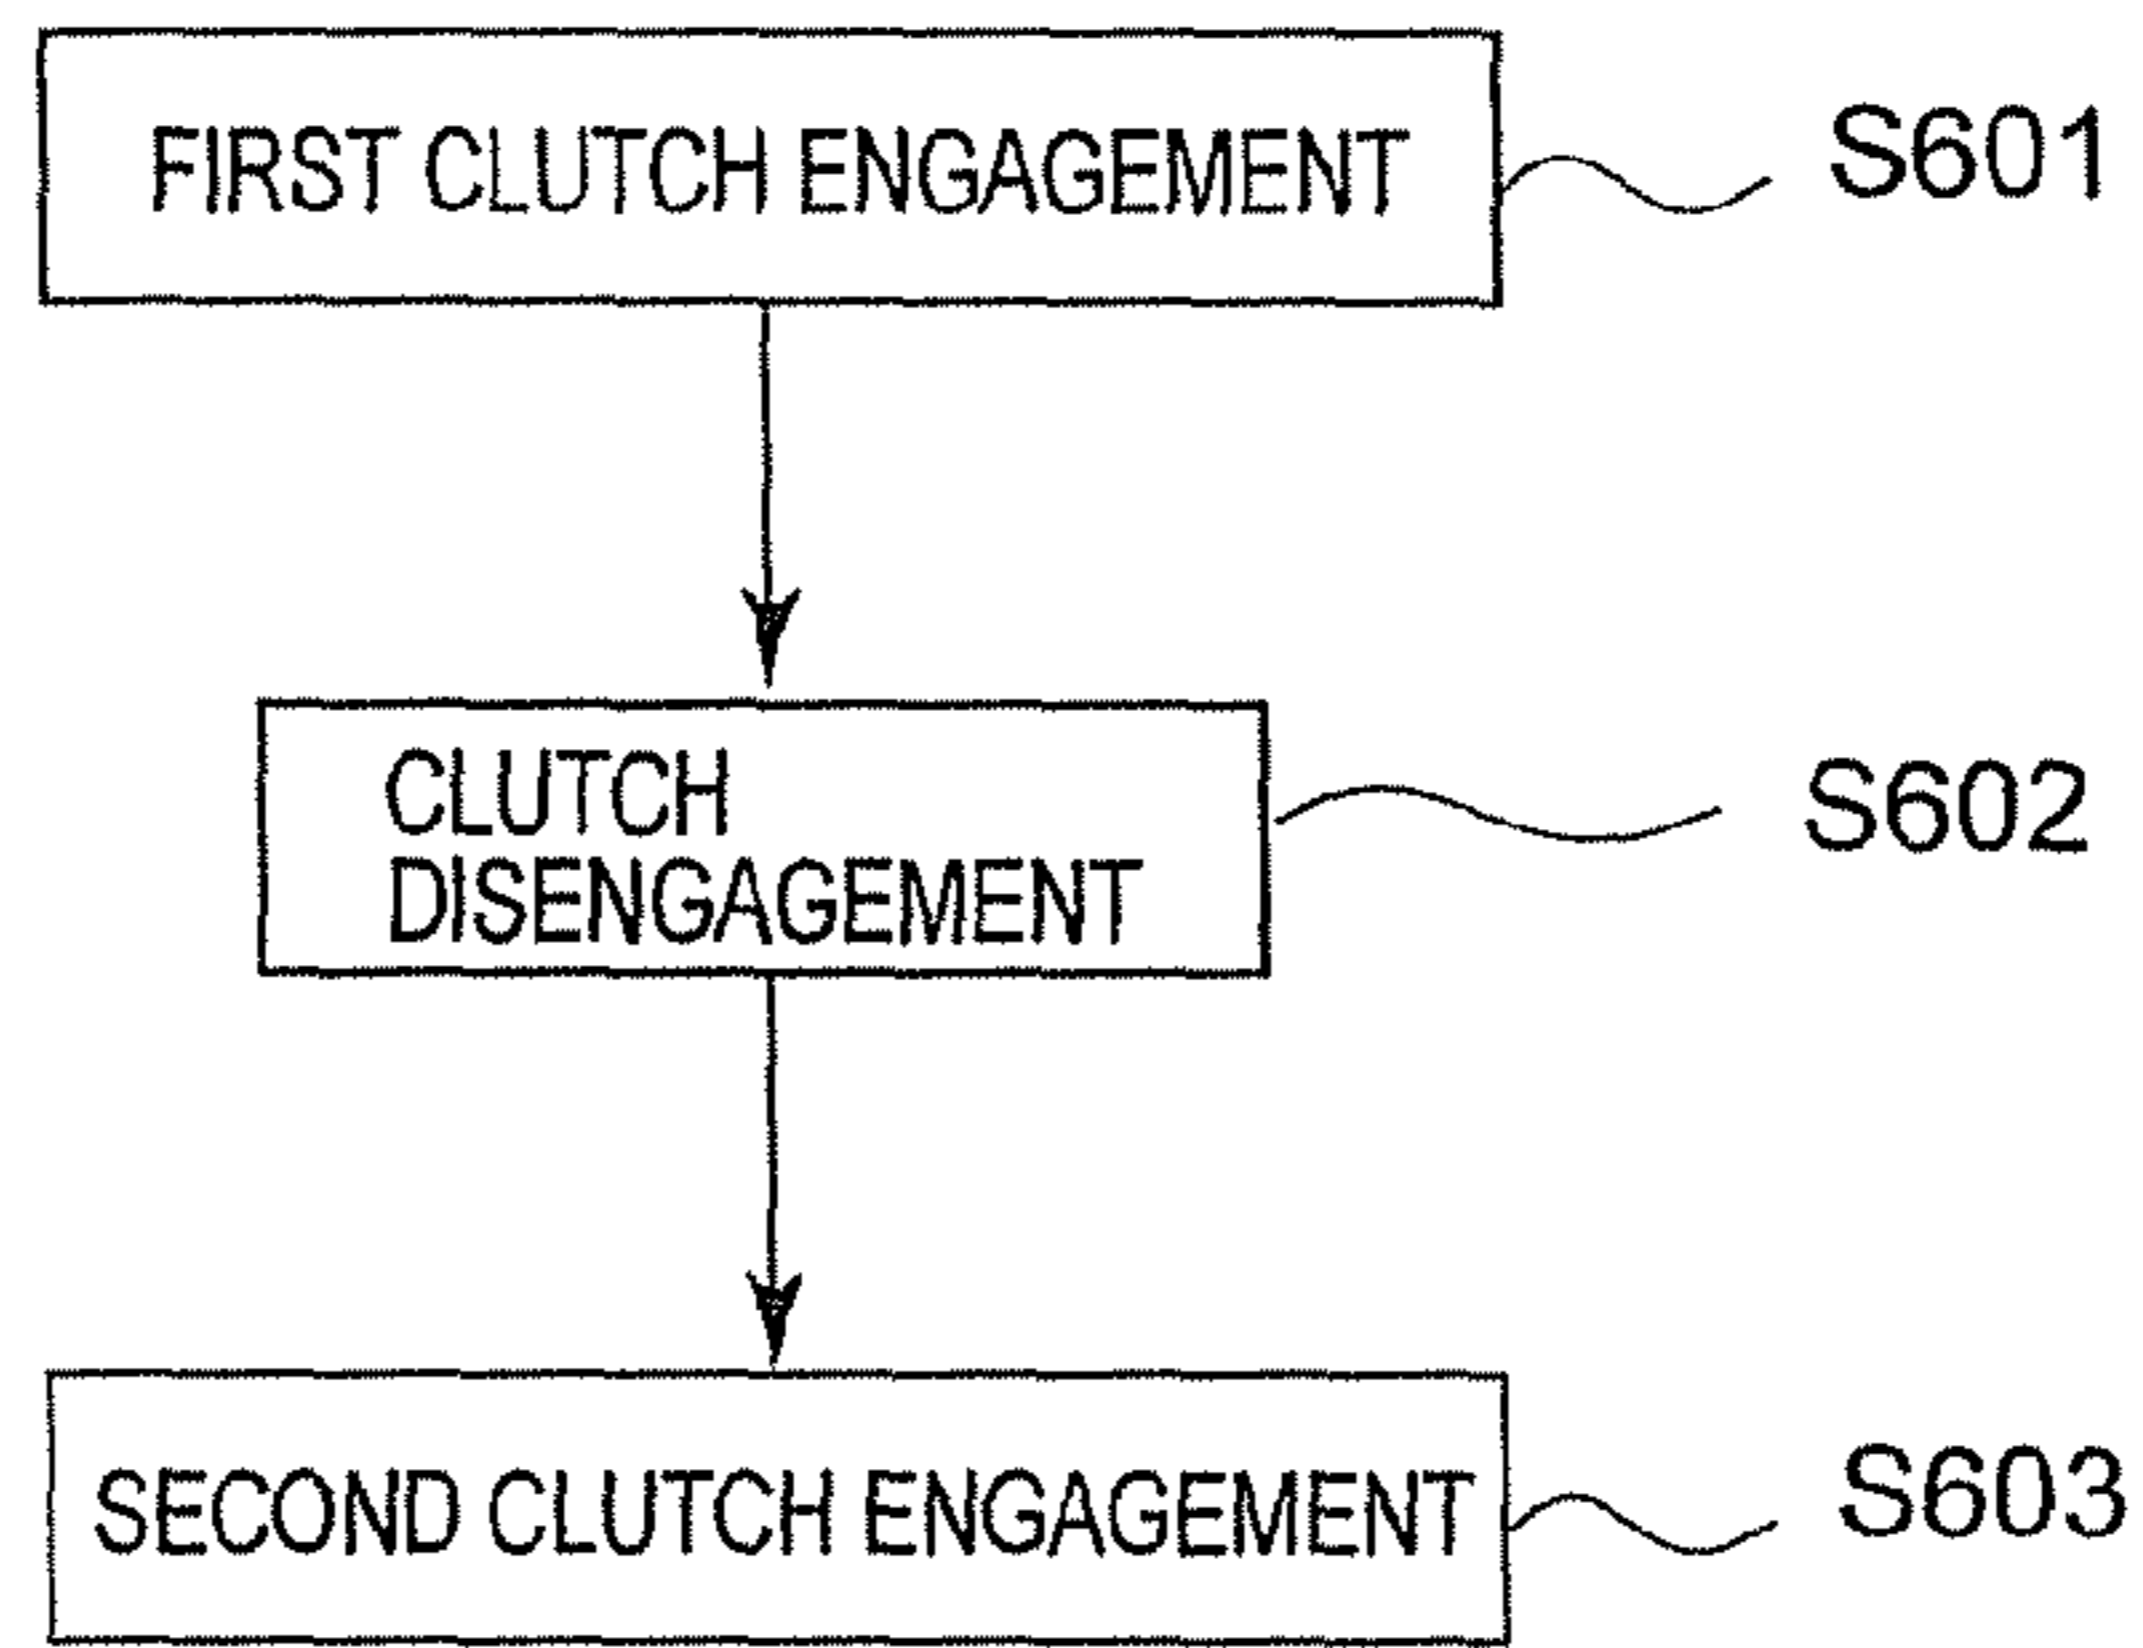 FIRST CLUTCH ENGAGEMENT
S601
CLUTCH
DISENGAGEMENT
S602
SECOND CLUTCH ENGAGEMENT
S603